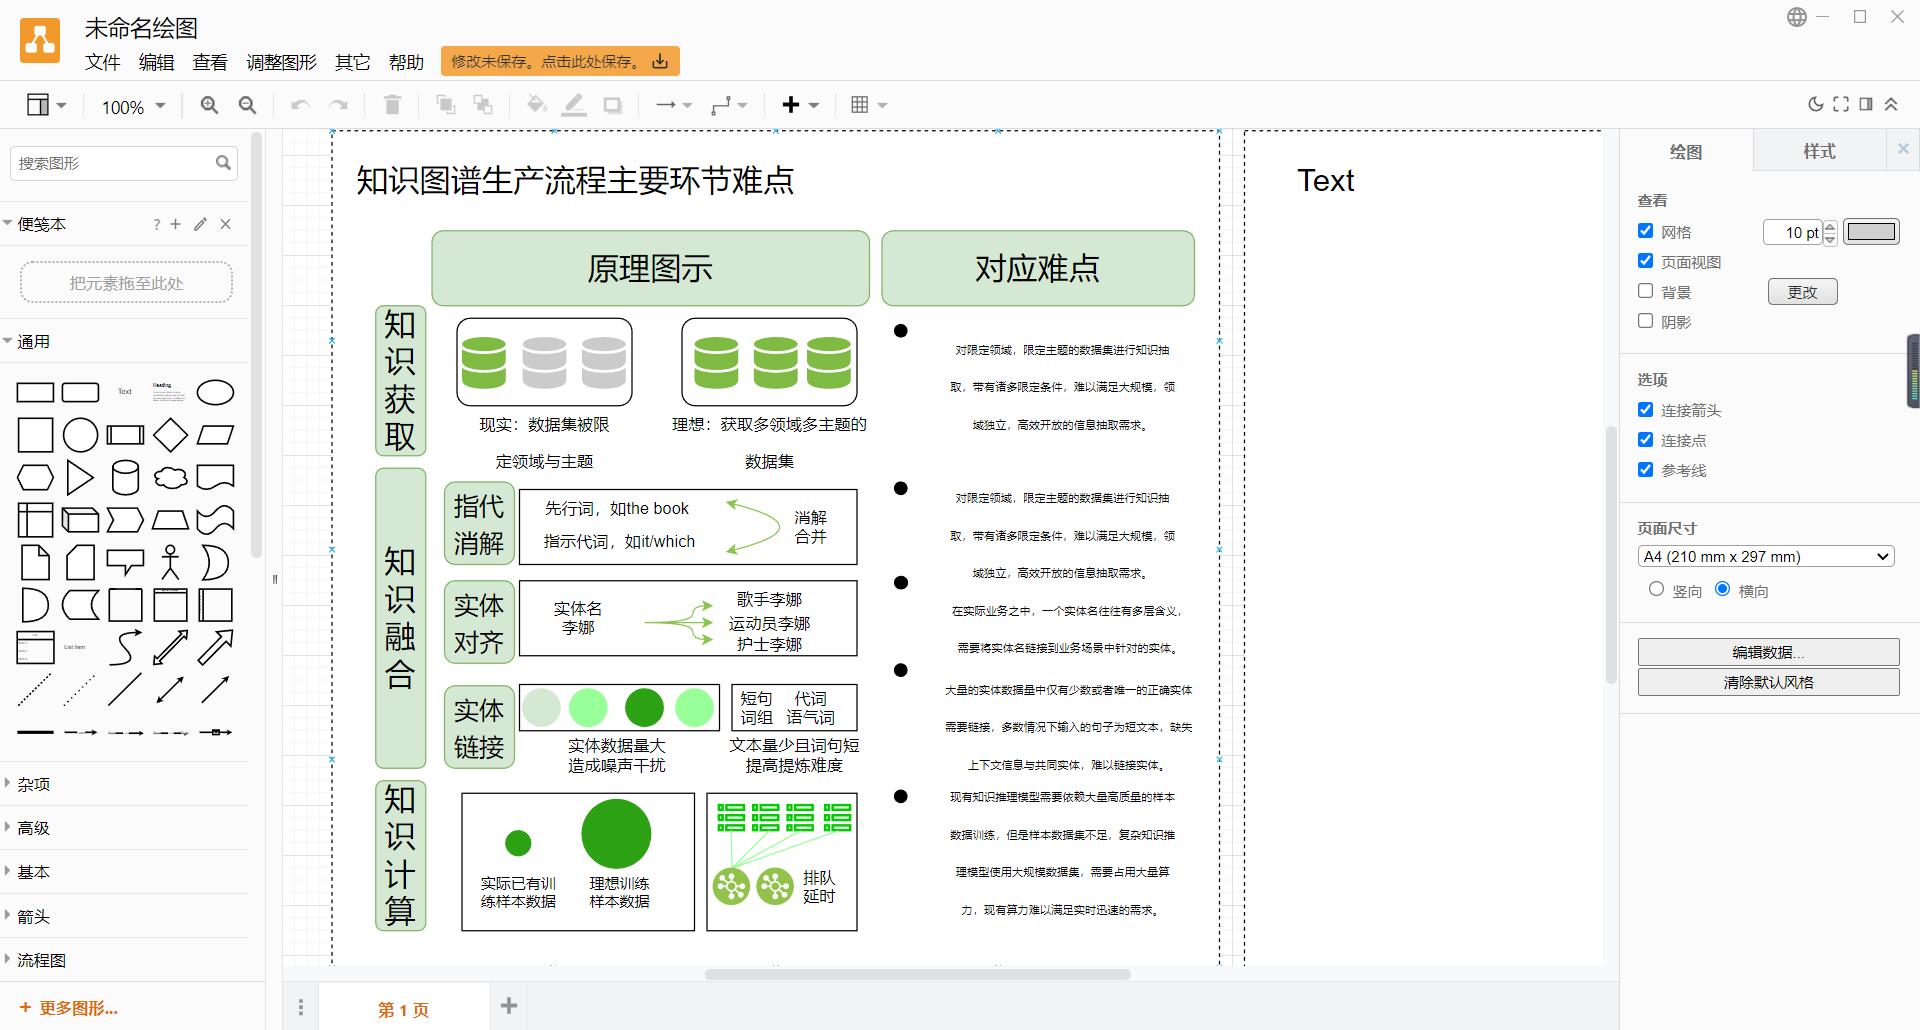 未命名绘图
文件 编辑 查看 调整图形 其它 帮助 修改未保存。点击此处保存。
100%
搜索图形
便笺本 ?
把元素拖至此处
通用
Text
Heading
List Item
杂项
高级
基本
箭头
流程图
+ 更多图形...
知识图谱生产流程主要环节难点
原理图示
对应难点
知识获取
现实：数据集被限
定领域与主题
理想：获取多领域多主题的
数据集
对限定领域，限定主题的数据集进行知识抽
取，带有诸多限定条件，难以满足大规模，领
域独立，高效开放的信息抽取需求。
知识融合
指代
消解
先行词，如the book
指示代词，如it/which
消解
合并
对限定领域，限定主题的数据集进行知识抽
取，带有诸多限定条件，难以满足大规模，领
域独立，高效开放的信息抽取需求。
实体
对齐
实体名
李娜
歌手李娜
运动员李娜
护士李娜
在实际业务之中，一个实体名往往有多层含义，
需要将实体名链接到业务场景中针对的实体。
实体
链接
实体数据量大
造成噪声干扰
短句 代词
词组 语气词
文本量少且词句短
提高提炼难度
大量的实体数据量中仅有少数或者唯一的正确实体
需要链接，多数情况下输入的句子为短文本，缺失
上下文信息与共同实体，难以链接实体。
知识计算
实际已有训
练样本数据
理想训练
样本数据
排队
延时
现有知识推理模型需要依赖大量高质量的样本
数据训练，但是样本数据集不足，复杂知识推
理模型使用大规模数据集，需要占用大量算
力，现有算力难以满足实时迅速的需求。
Text
第 1 页
绘图 样式
查看
网格 10 pt
页面视图
背景 更改
阴影
选项
连接箭头
连接点
参考线
页面尺寸
A4 (210 mm x 297 mm)
竖向 横向
编辑数据...
清除默认风格